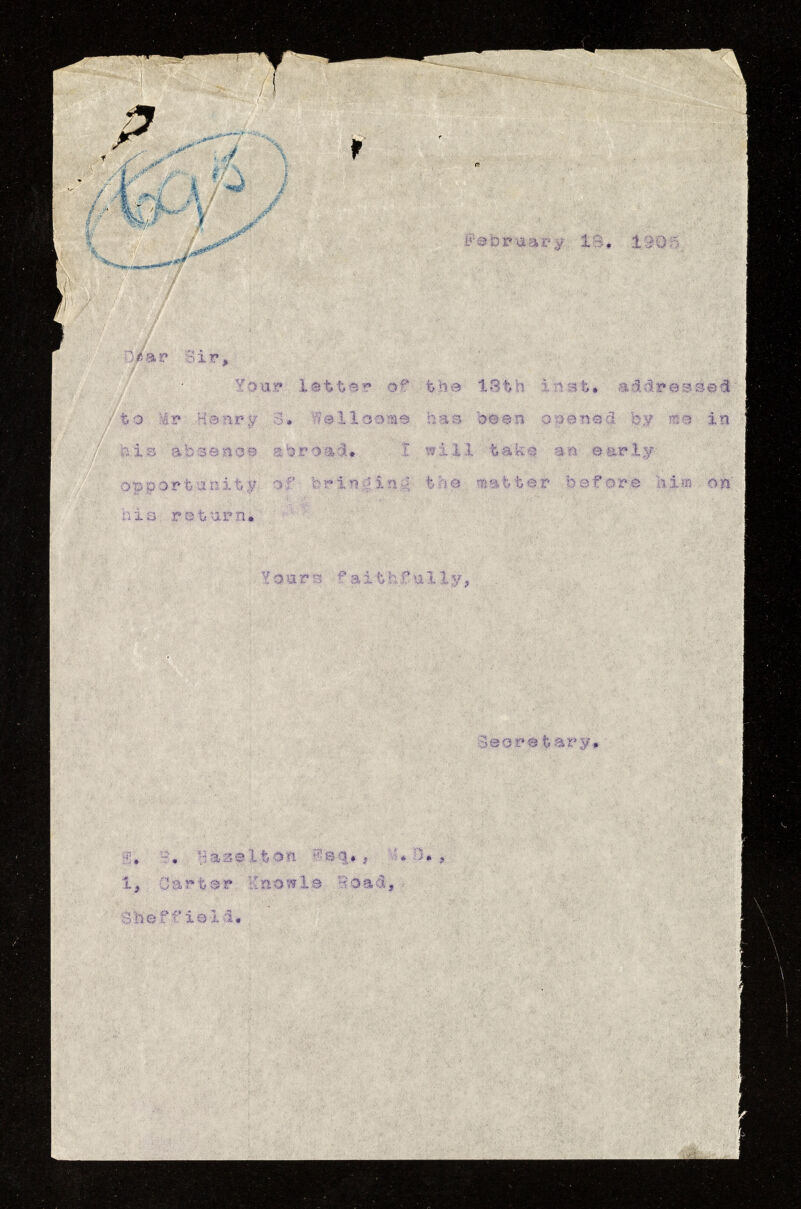 February 18. 1905.
Dear Sir,
Your letter of the 13th inst. addressed
to Mr Henry S. Wellcome has been opened by me in
his absence abroad. I will take an early
opportunity of bringing the matter before him on
his return.
Yours faithfully,
Secretary.
E. S. Hazelton Esq., M.D.,
1, Carter Knowle Road,
Sheffield.